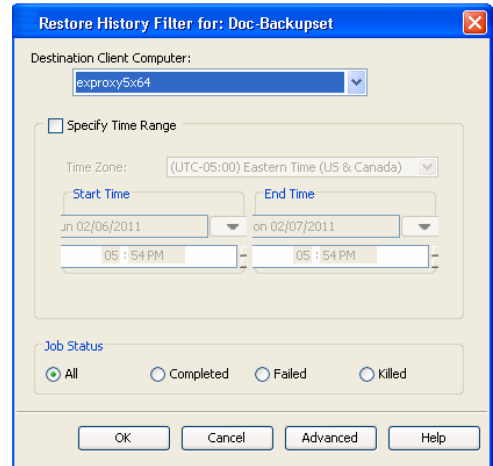 Restore History Filter for: Doc-Backupset
Destination Client Computer:
exproxy5x64
Specify Time Range
Time Zone: (UTC-05:00) Eastern Time (US & Canada)
Start Time End Time
un 02/06/2011 on 02/07/2011
05 : 54 PM 05 : 54 PM
Job Status
All Completed Failed Killed
OK Cancel Advanced Help